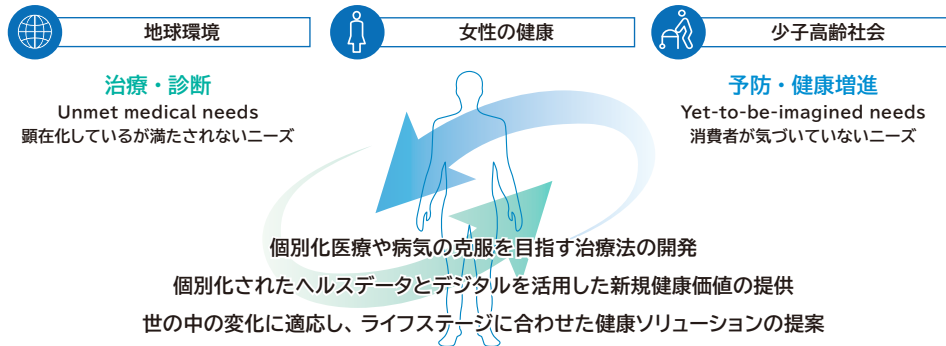 地球環境
女性の健康
少子高齢社会
治療・診断
Unmet medical needs
顕在化しているが満たされないニーズ
予防・健康増進
Yet-to-be-imagined needs
消費者が気づいていないニーズ
個別化医療や病気の克服を目指す治療法の開発
個別化されたヘルスデータとデジタルを活用した新規健康価値の提供
世の中の変化に適応し、ライフステージに合わせた健康ソリューションの提案